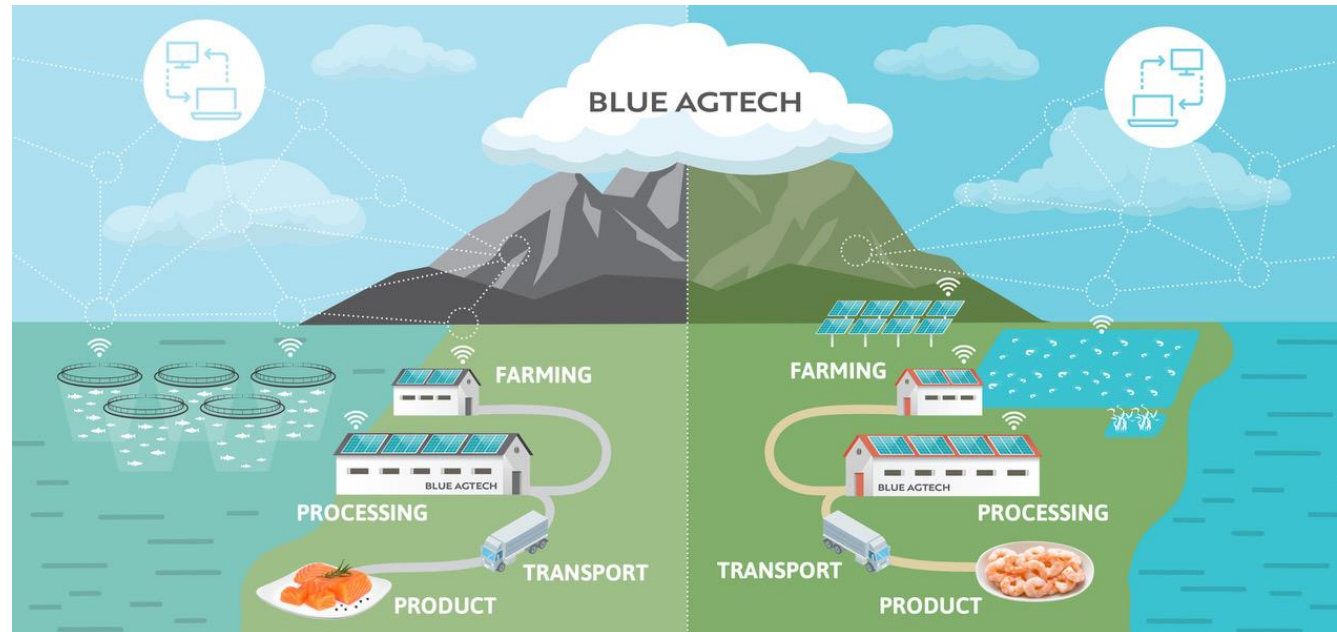 BLUE AGTECH
FARMING
BLUE AGTECH
PROCESSING
TRANSPORT
PRODUCT
FARMING
BLUE AGTECH
PROCESSING
TRANSPORT
PRODUCT